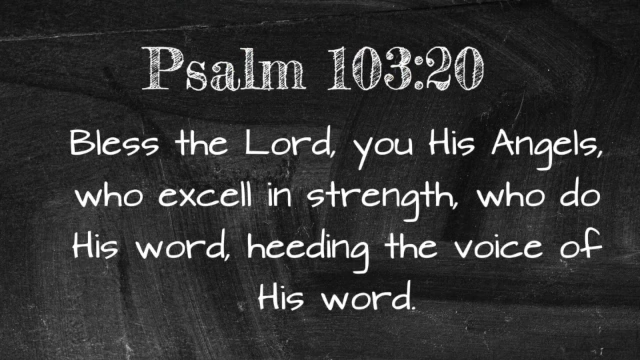 Psalm 103:20
Bless the Lord, you His Angels,
who excell in strength, who do
His word, heeding the voice of
His word.